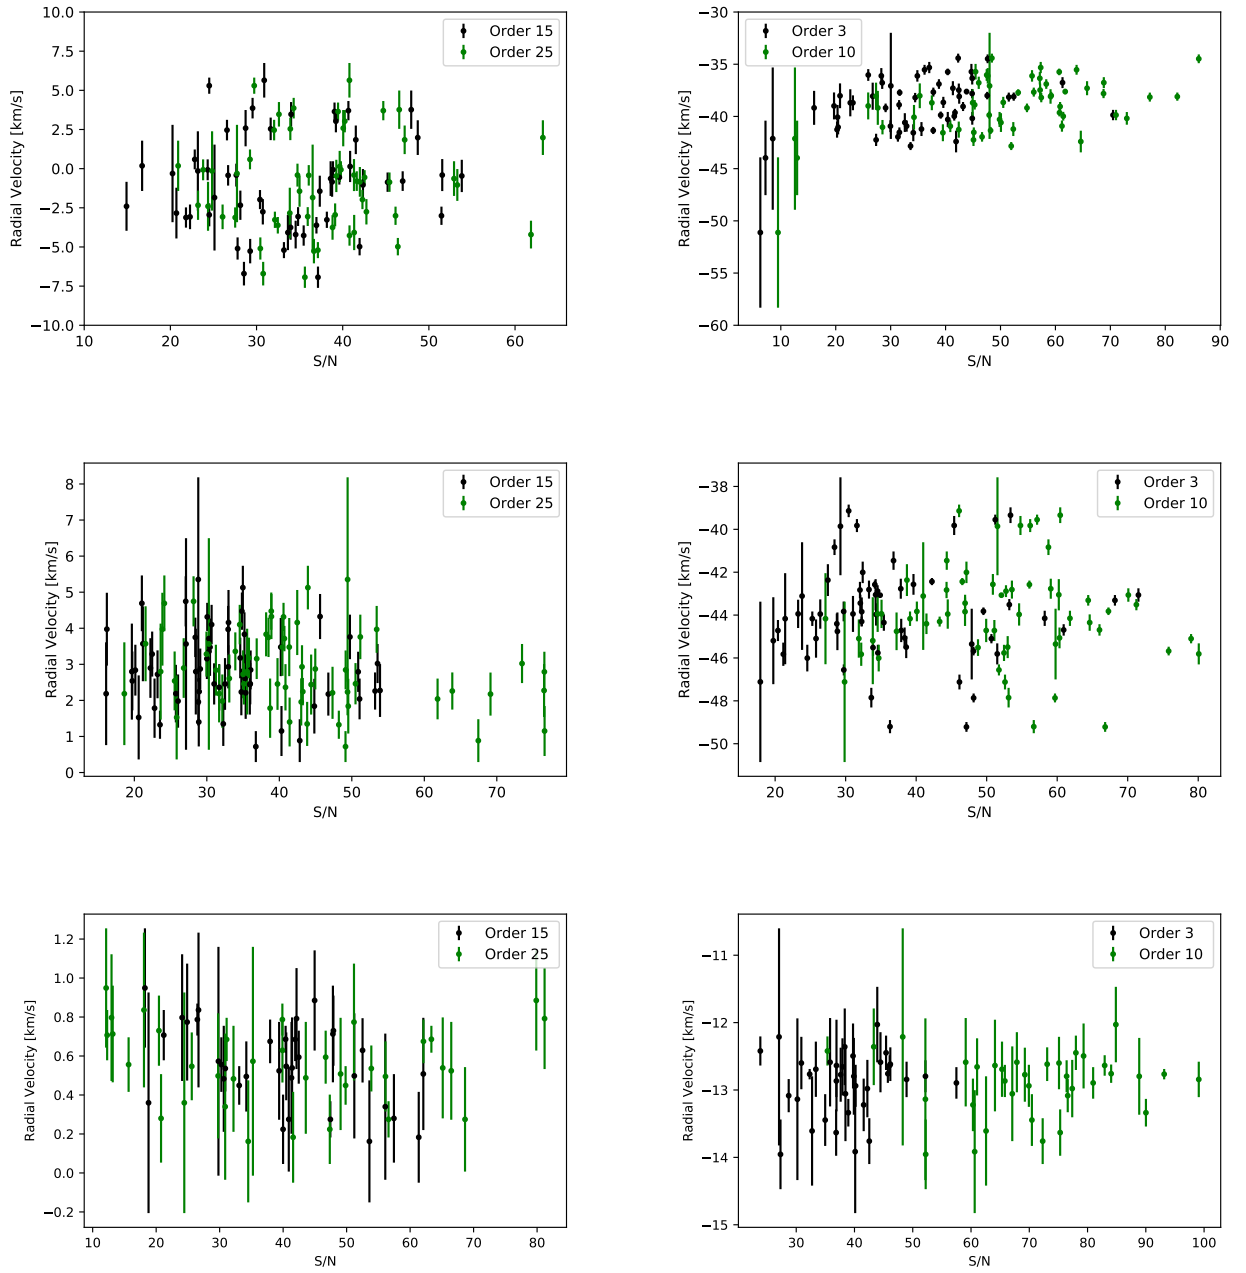 10.0
7.5
5.0
2.5
0.0
−2.5
−5.0
−7.5
−10.0
Radial Velocity [km/s]
10 20 30 40 50 60
S/N
Order 15
Order 25
−30
−35
−40
−45
−50
−55
−60
Radial Velocity [km/s]
10 20 30 40 50 60 70 80 90
S/N
Order 3
Order 10
8
7
6
5
4
3
2
1
0
Radial Velocity [km/s]
20 30 40 50 60 70
S/N
Order 15
Order 25
−38
−40
−42
−44
−46
−48
−50
Radial Velocity [km/s]
20 30 40 50 60 70 80
S/N
Order 3
Order 10
1.2
1.0
0.8
0.6
0.4
0.2
0.0
−0.2
Radial Velocity [km/s]
10 20 30 40 50 60 70 80
S/N
Order 15
Order 25
−11
−12
−13
−14
−15
Radial Velocity [km/s]
30 40 50 60 70 80 90 100
S/N
Order 3
Order 10